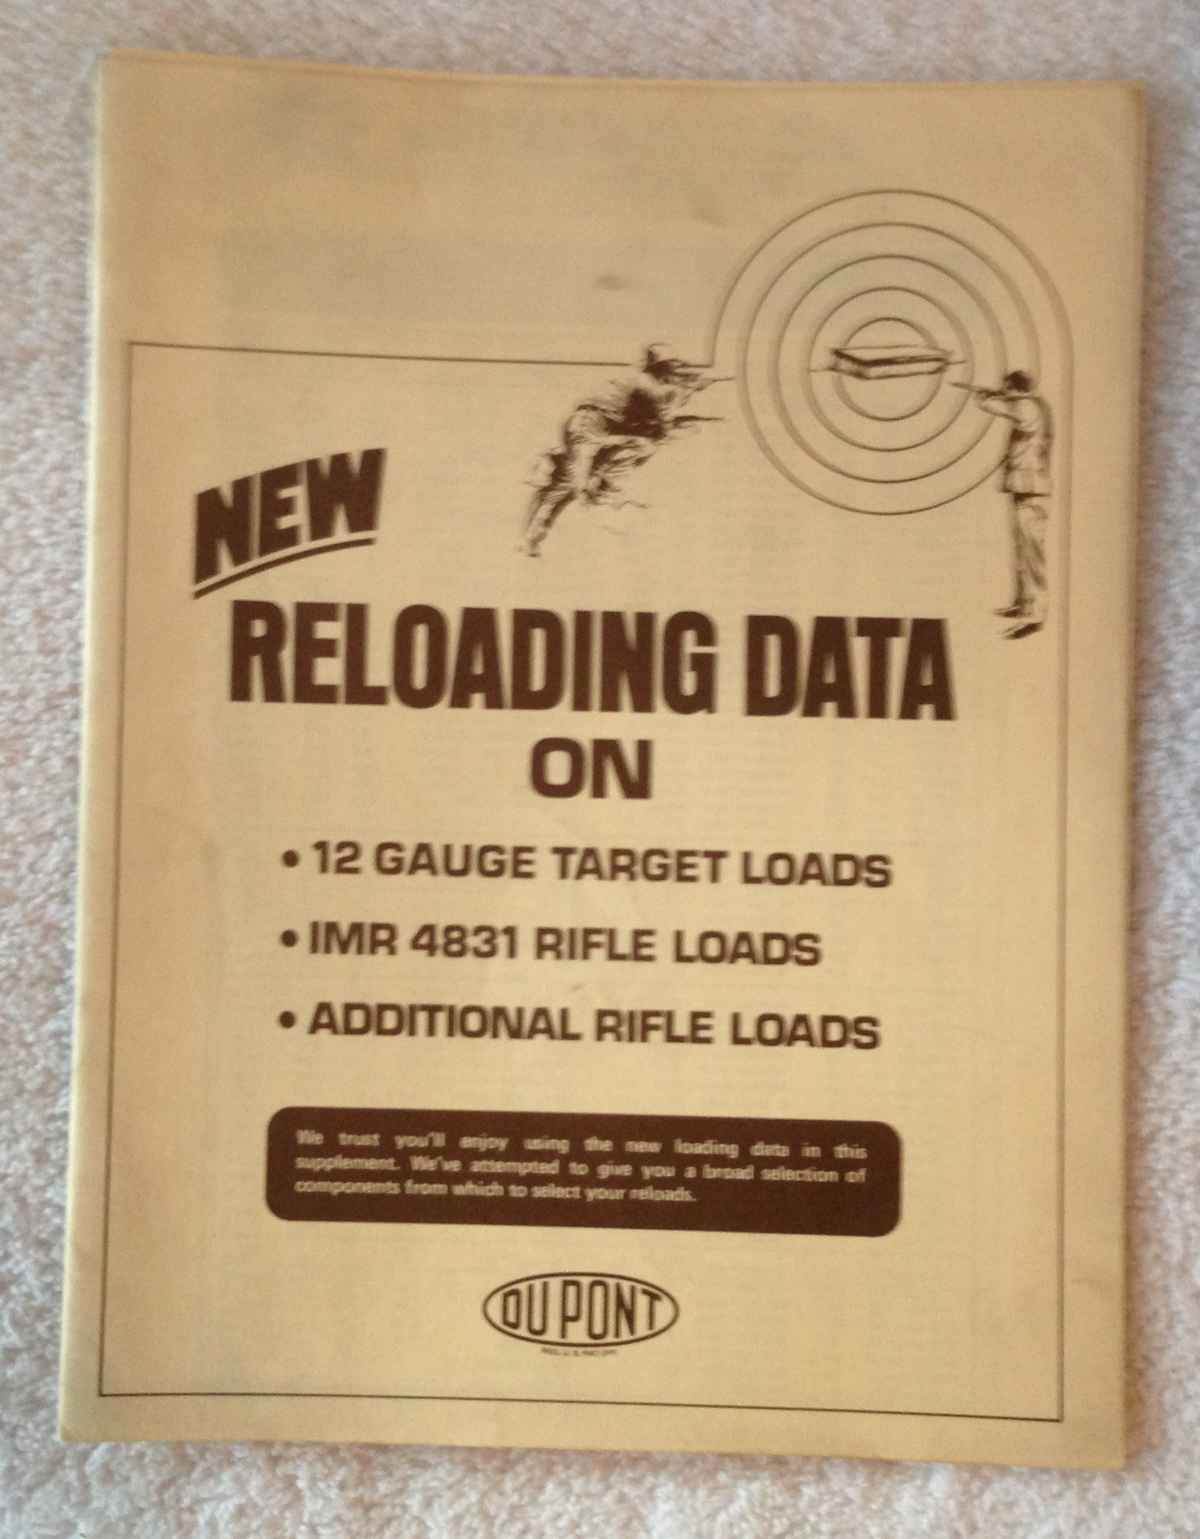 NEW
RELOADING DATA
ON
• 12 GAUGE TARGET LOADS
• IMR 4831 RIFLE LOADS
• ADDITIONAL RIFLE LOADS
We trust you'll enjoy using the new loading data in this
supplement. We've attempted to give you a broad selection of
components from which to select your reloads.
DU PONT